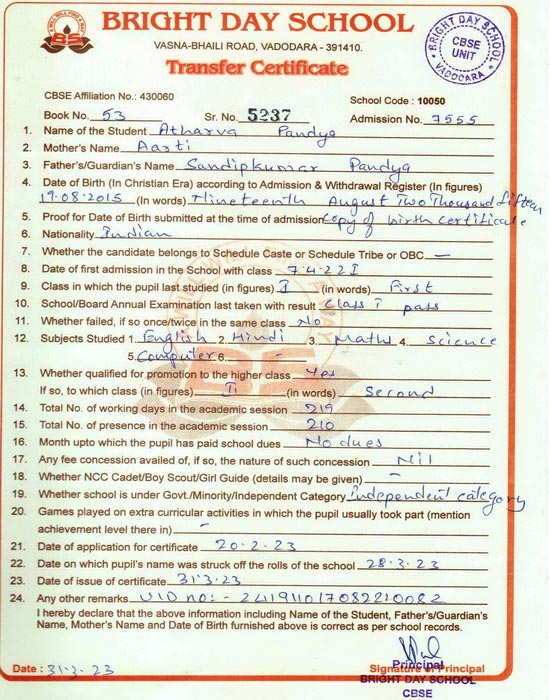 BRIGHT DAY SCHOOL
VASNA-BHAILI ROAD, VADODARA - 391410.
Transfer Certificate
BRIGHT DAY SCHOOL
CBSE
UNIT
VADODARA
CBSE Affiliation No.: 430060
School Code : 10050
Book No. 53 Sr. No. 5237 Admission No. 7555
1. Name of the Student Atharva Pandya
2. Mother's Name Aarti
3. Father's/Guardian's Name Sandipkumar Pandya
4. Date of Birth (In Christian Era) according to Admission & Withdrawal Register (In figures)
19.08.2015 (In words) Nineteenth August Two Thousand fifteen
5. Proof for Date of Birth submitted at the time of admission copy of birth certificate
6. Nationality Indian
7. Whether the candidate belongs to Schedule Caste or Schedule Tribe or OBC. —
8. Date of first admission in the School with class 7.4.22 I
9. Class in which the pupil last studied (in figures) I (in words) First
10. School/Board Annual Examination last taken with result Class I pass
11. Whether failed, if so once/twice in the same class No
12. Subjects Studied 1. English 2. Hindi 3. Maths 4. Science
5. Computer 6. —
13. Whether qualified for promotion to the higher class Yes
If so, to which class (in figures) II (in words) Second
14. Total No. of working days in the academic session 219
15. Total No. of presence in the academic session 210
16. Month upto which the pupil has paid school dues No dues
17. Any fee concession availed of, if so, the nature of such concession Nil
18. Whether NCC Cadet/Boy Scout/Girl Guide (details may be given) —
19. Whether school is under Govt./Minority/Independent Category Independent category
20. Games played on extra curricular activities in which the pupil usually took part (mention
achievement level there in) -
21. Date of application for certificate 20.2.23
22. Date on which pupil's name was struck off the rolls of the school 28.3.23
23. Date of issue of certificate 31.3.23
24. Any other remarks UID no:- 241911017082210082
I hereby declare that the above information including Name of the Student, Father's/Guardian's
Name, Mother's Name and Date of Birth furnished above is correct as per school records.
Date : 31.3.23
Signature of Principal
Principal
BRIGHT DAY SCHOOL
CBSE